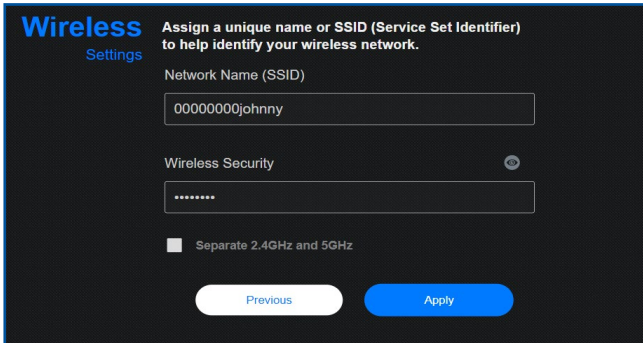 Wireless
Settings
Assign a unique name or SSID (Service Set Identifier)
to help identify your wireless network.
Network Name (SSID)
00000000johnny
Wireless Security
••••••••
Separate 2.4GHz and 5GHz
Previous
Apply